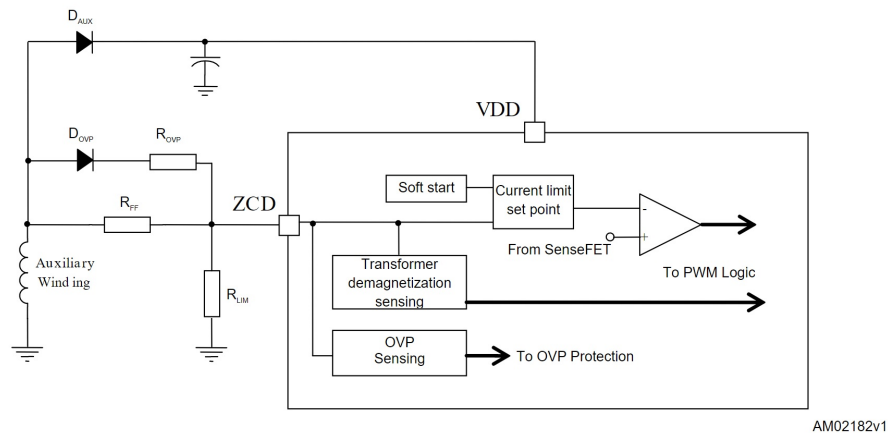 DAUX
VDD
DOVP
ROVP
Soft start
Current limit
set point
ZCD
RFF
-
+
From SenseFET
To PWM Logic
Auxiliary
Winding
Transformer
demagnetization
sensing
RLIM
OVP
Sensing
To OVP Protection
AM02182v1